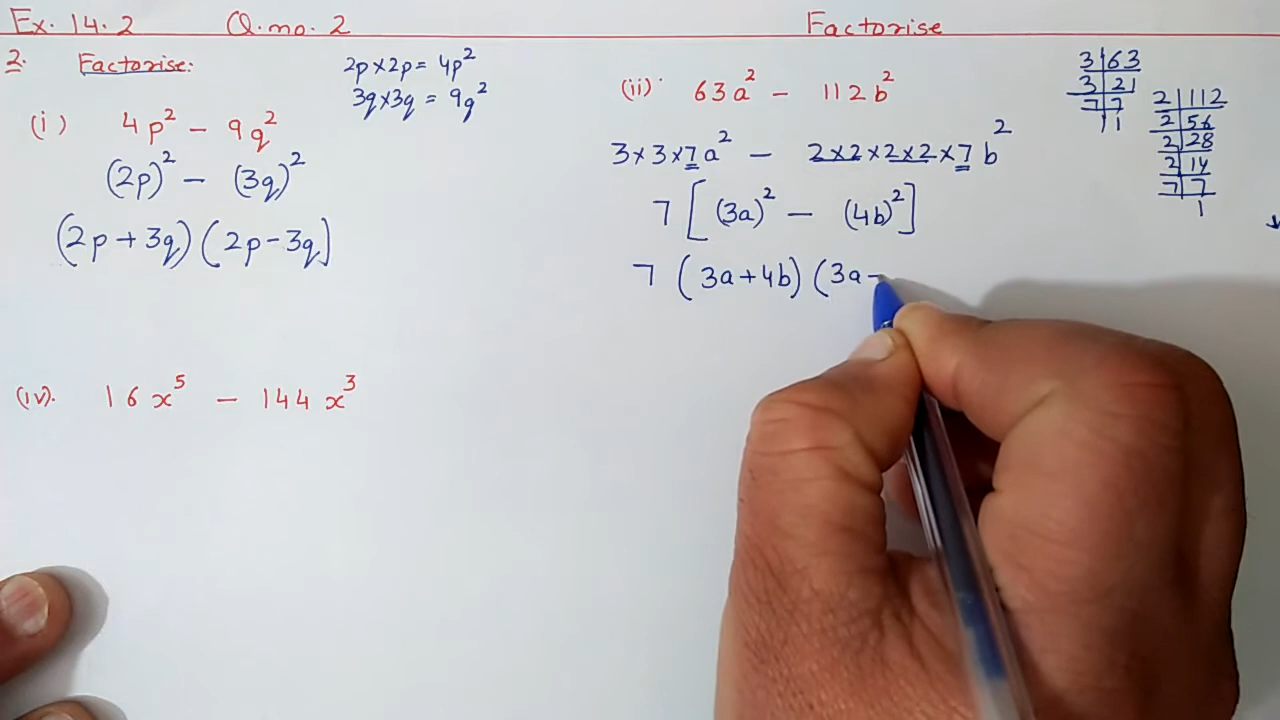 Ex. 14.2 Q.no. 2 Factorise
2. Factorise:
2p×2p = 4p²
3q×3q = 9q²
(i) 4p² - 9q²
(2p)² - (3q)²
(2p+3q)(2p-3q)
(ii) 63a² - 112b²
3×3×7a² - 2×2×2×2×7b²
7[(3a)² - (4b)²]
7(3a+4b)(3a-
3|63
3|21
7|7
|1
2|112
2|56
2|28
2|14
7|7
1
(iv). 16x⁵ - 144x³